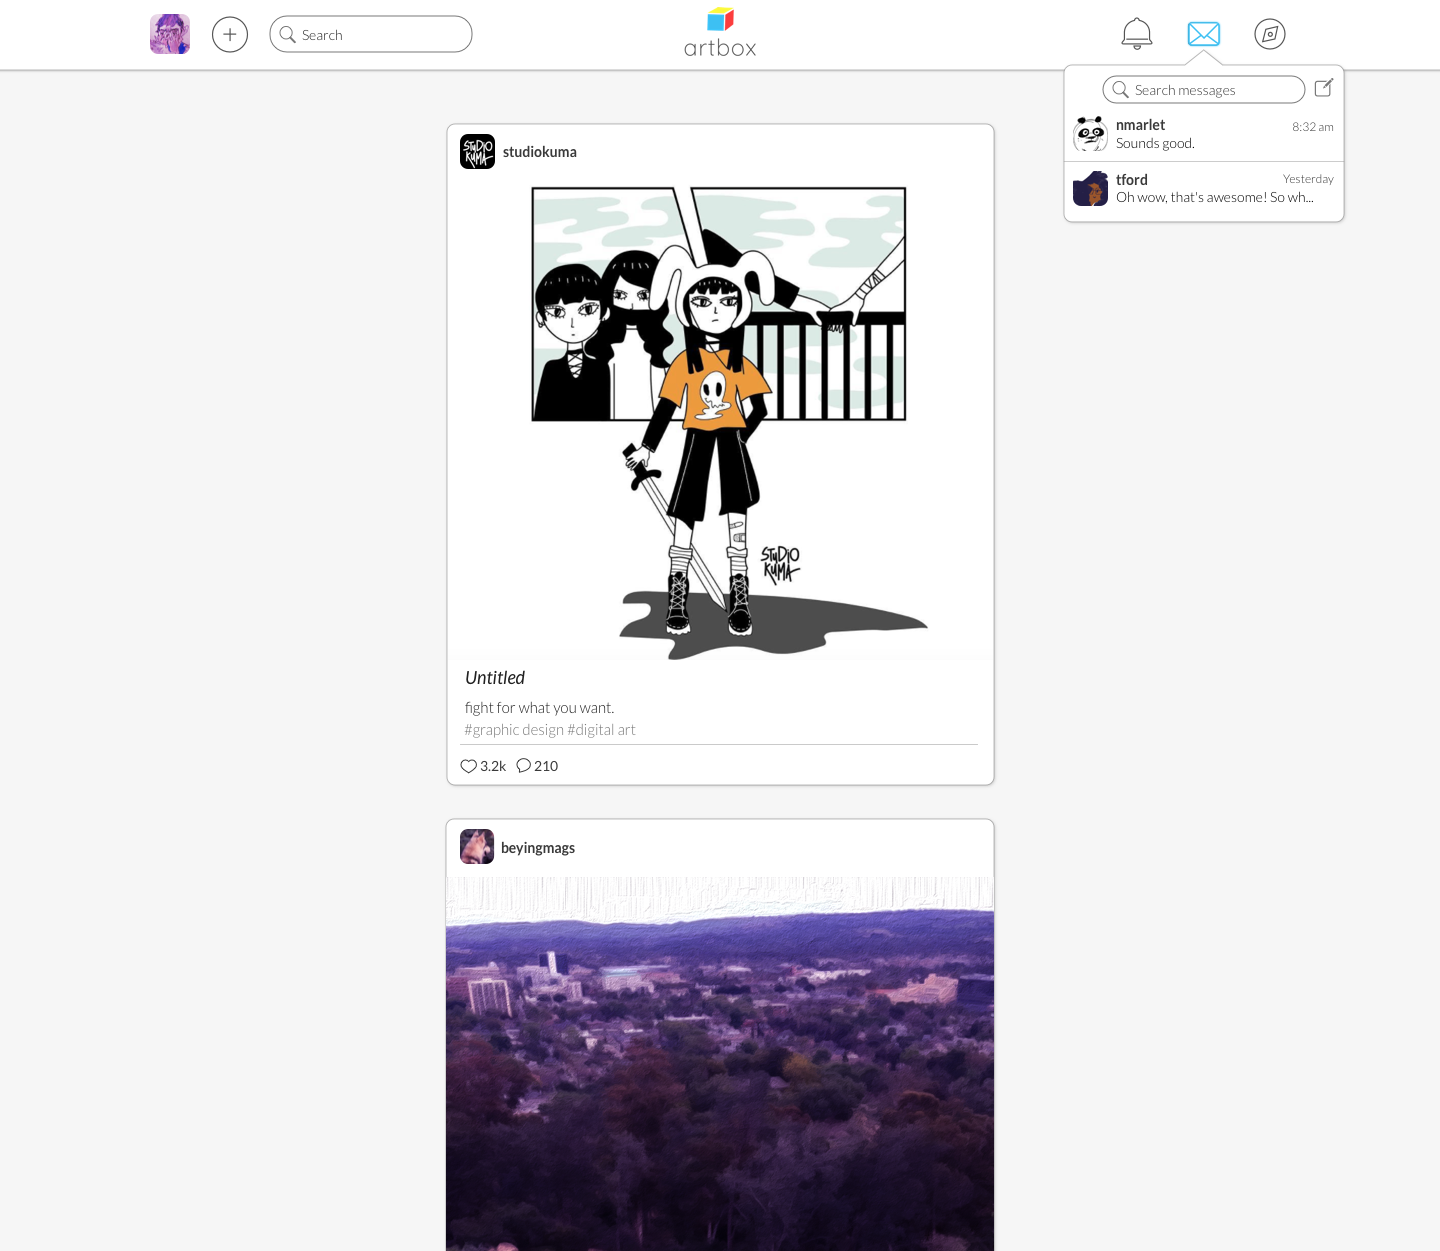 Search
artbox
Search messages
nmarlet
8:32 am
Sounds good.
tford
Yesterday
Oh wow, that's awesome! So wh...
STUDIO
KUMA
studiokuma
STUDIO
KUMA
Untitled
fight for what you want.
#graphic design #digital art
3.2k
210
beyingmags